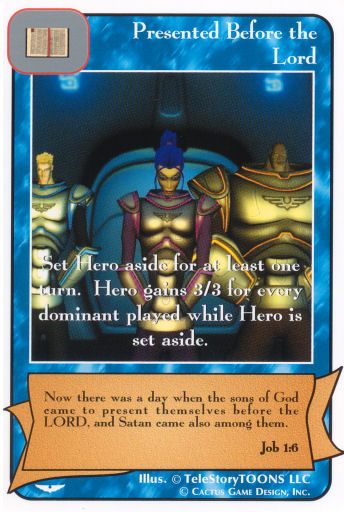 Presented Before the
Lord
Set Hero aside for at least one
turn. Hero gains 3/3 for every
dominant played while Hero is
set aside.
Now there was a day when the sons of God
came to present themselves before the
LORD, and Satan came also among them.
Job 1:6
Illus. © TeleStoryTOONS LLC
© Cactus Game Design, Inc.